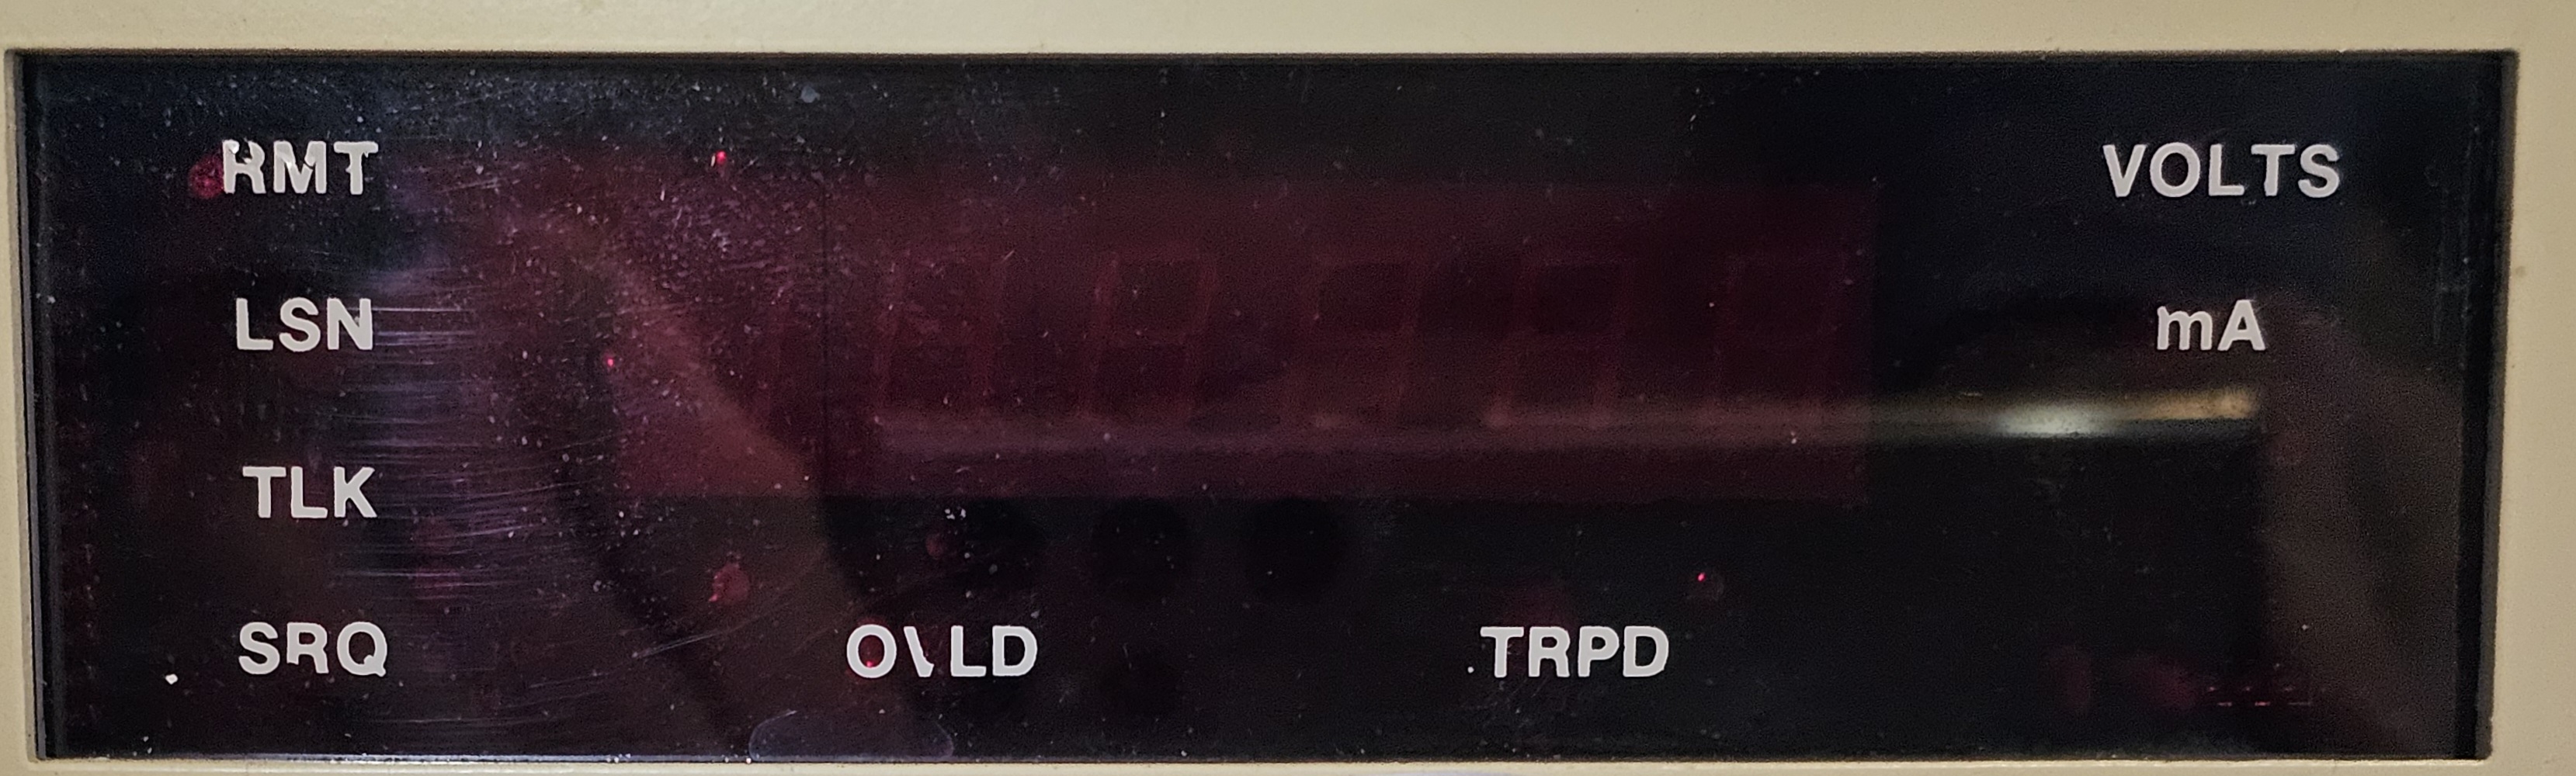 RMT VOLTS
LSN mA
TLK
SRQ OVLD TRPD